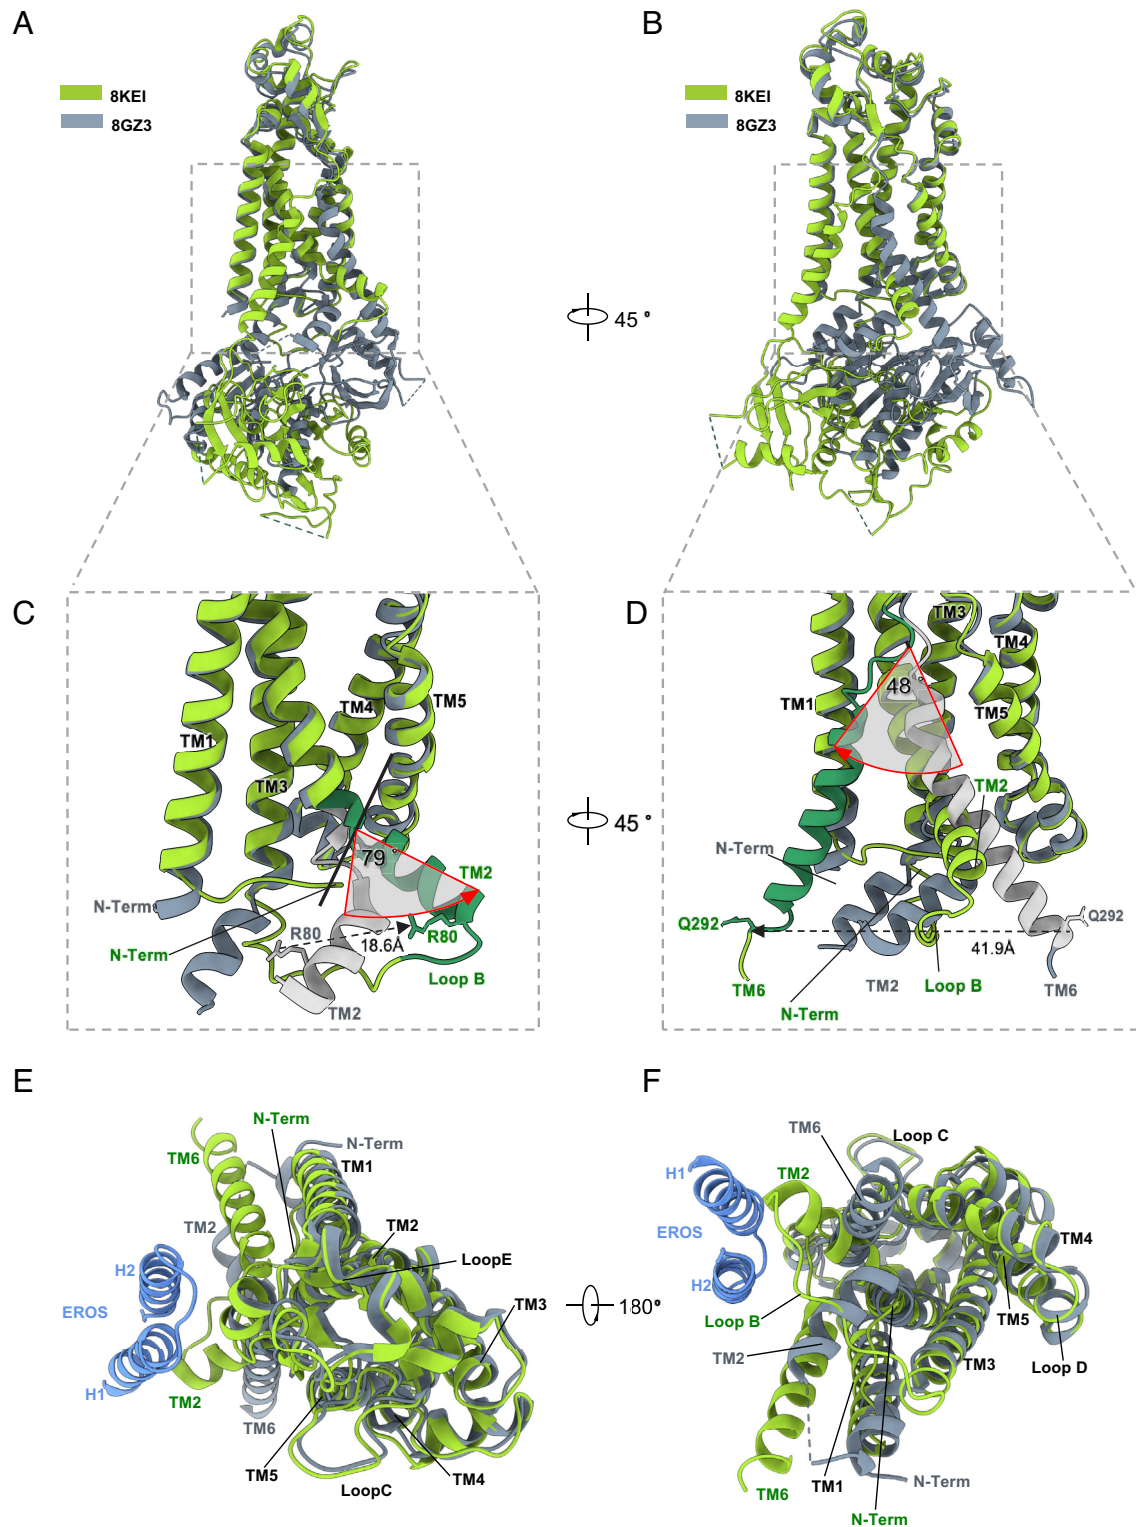 A
8KEI
8GZ3
45 °
B
8KEI
8GZ3
C
TM1
TM3
TM4
TM5
79 °
TM2
N-Term
R80
18.6Å
R80
N-Term
Loop B
TM2
45 °
D
TM3
TM4
48 °
TM1
TM5
TM2
N-Term
Q292
Q292
41.9Å
TM6
TM2
Loop B
TM6
N-Term
E
N-Term
N-Term
TM6
TM1
TM2
TM2
LoopE
H2
EROS
TM3
H1
TM2
TM6
TM5
TM4
LoopC
180°
F
TM6
Loop C
H1
TM2
EROS
TM4
H2
Loop B
TM5
TM2
TM3
Loop D
TM6
TM1
N-Term
N-Term